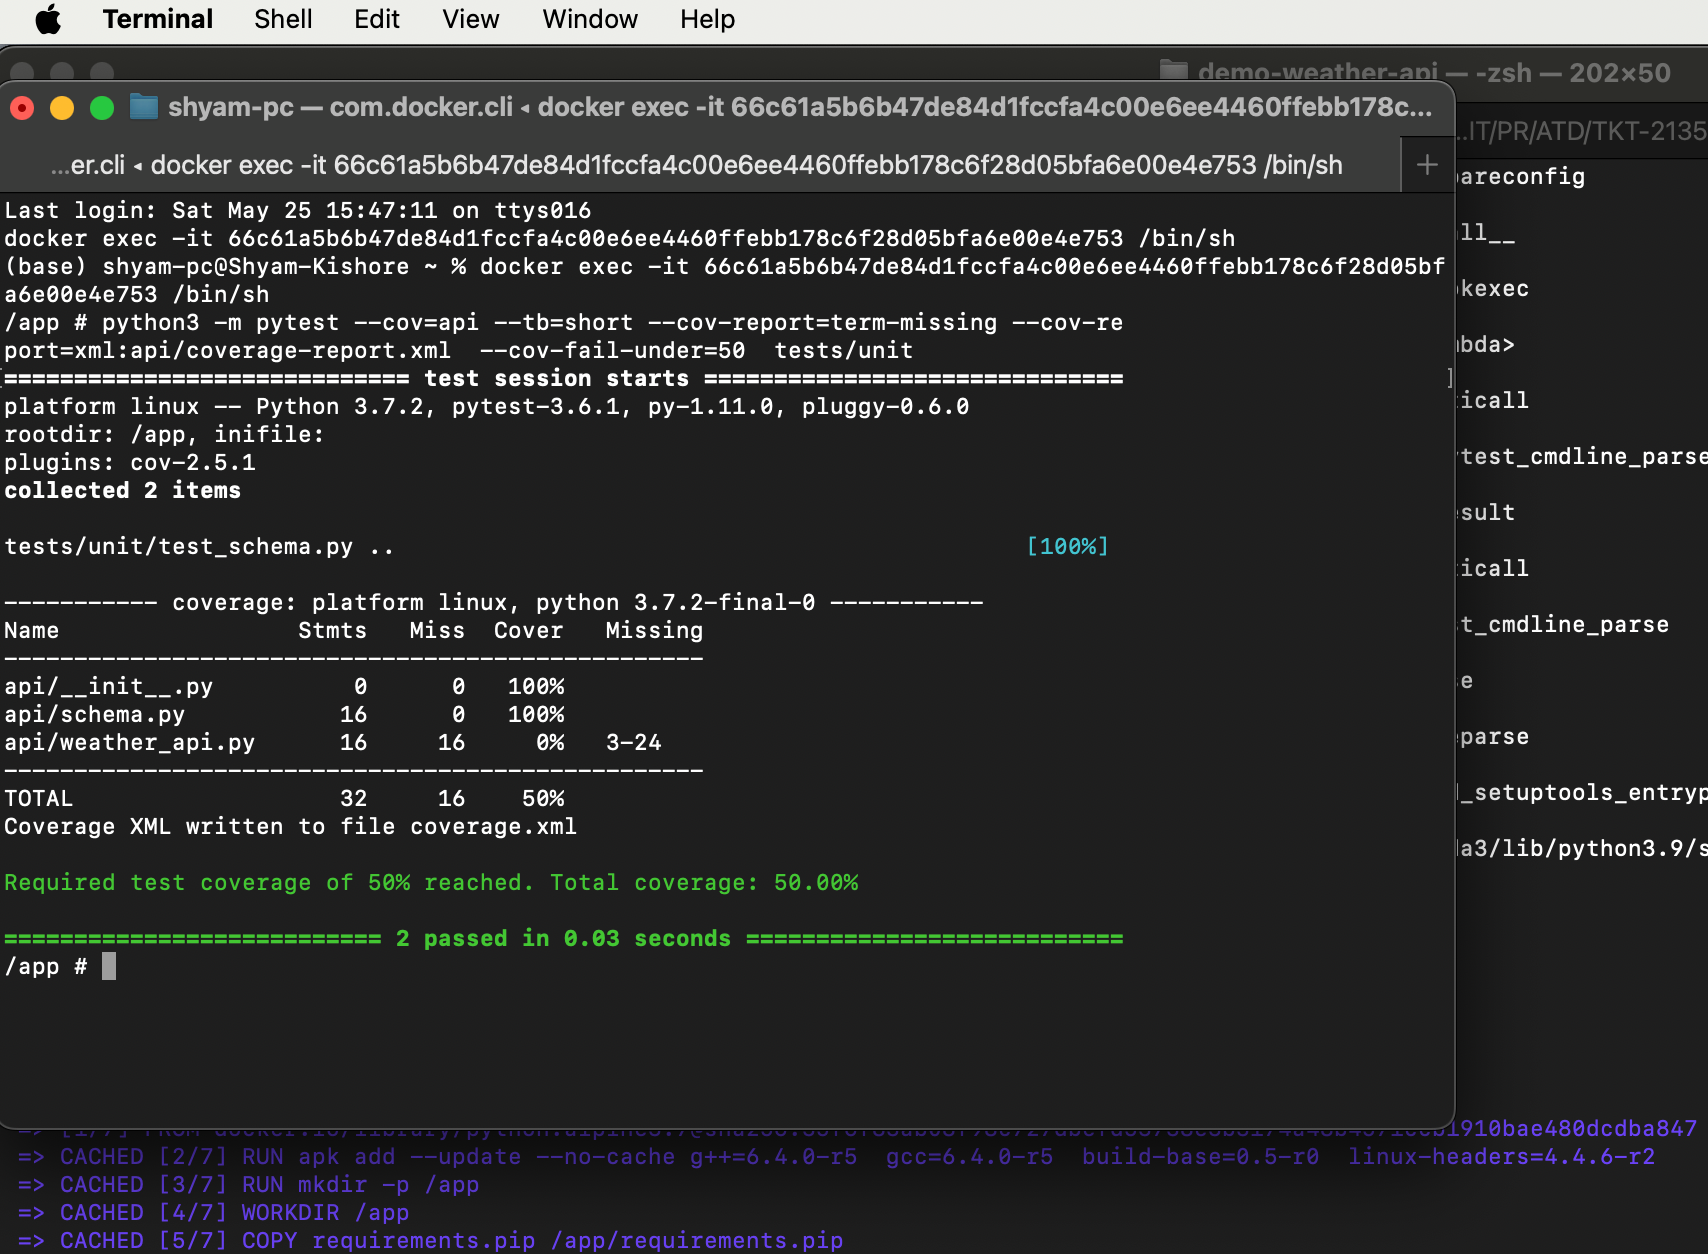 Terminal Shell Edit View Window Help
demo-weather-api — -zsh — 202×50
shyam-pc — com.docker.cli ◂ docker exec -it 66c61a5b6b47de84d1fccfa4c00e6ee4460ffebb178c...
...er.cli ◂ docker exec -it 66c61a5b6b47de84d1fccfa4c00e6ee4460ffebb178c6f28d05bfa6e00e4e753 /bin/sh +
...IT/PR/ATD/TKT-2135
Last login: Sat May 25 15:47:11 on ttys016
docker exec -it 66c61a5b6b47de84d1fccfa4c00e6ee4460ffebb178c6f28d05bfa6e00e4e753 /bin/sh
(base) shyam-pc@Shyam-Kishore ~ % docker exec -it 66c61a5b6b47de84d1fccfa4c00e6ee4460ffebb178c6f28d05bf
a6e00e4e753 /bin/sh
/app # python3 -m pytest --cov=api --tb=short --cov-report=term-missing --cov-re
port=xml:api/coverage-report.xml  --cov-fail-under=50  tests/unit
============================= test session starts ==============================
platform linux -- Python 3.7.2, pytest-3.6.1, py-1.11.0, pluggy-0.6.0
rootdir: /app, inifile:
plugins: cov-2.5.1
collected 2 items
tests/unit/test_schema.py .. [100%]
----------- coverage: platform linux, python 3.7.2-final-0 -----------
Name                 Stmts   Miss  Cover   Missing
--------------------------------------------------
api/__init__.py          0      0   100%
api/schema.py           16      0   100%
api/weather_api.py      16     16     0%   3-24
--------------------------------------------------
TOTAL                   32     16    50%
Coverage XML written to file coverage.xml
Required test coverage of 50% reached. Total coverage: 50.00%
=========================== 2 passed in 0.03 seconds ===========================
/app #
areconfig
ll__
kexec
bda>
icall
test_cmdline_parse
sult
icall
t_cmdline_parse
e
parse
_setuptools_entryp
a3/lib/python3.9/s
1910bae480dcdba847
=> CACHED [2/7] RUN apk add --update --no-cache g++=6.4.0-r5  gcc=6.4.0-r5  build-base=0.5-r0  linux-headers=4.4.6-r2
=> CACHED [3/7] RUN mkdir -p /app
=> CACHED [4/7] WORKDIR /app
=> CACHED [5/7] COPY requirements.pip /app/requirements.pip